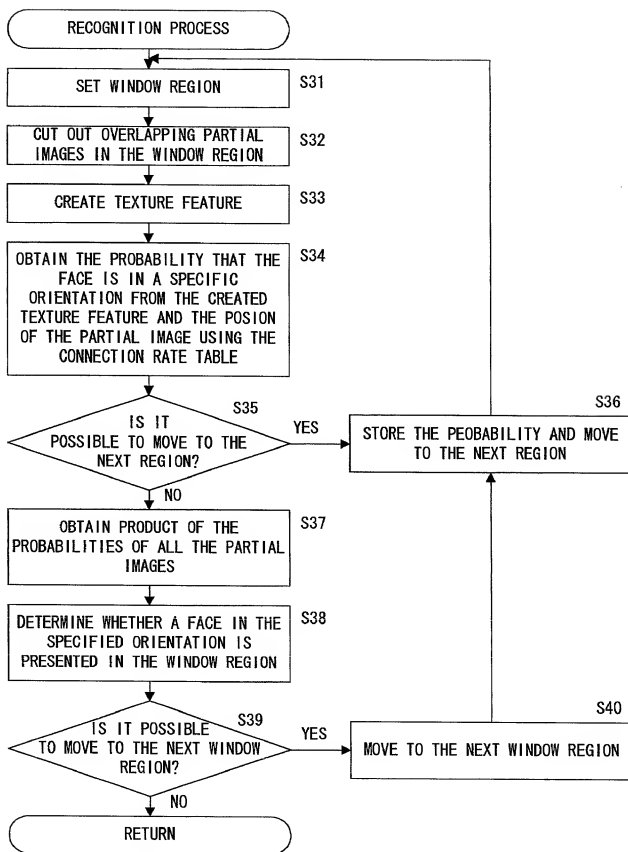 RECOGNITION PROCESS
SET WINDOW REGION
S31
CUT OUT OVERLAPPING PARTIAL
IMAGES IN THE WINDOW REGION
S32
CREATE TEXTURE FEATURE
S33
OBTAIN THE PROBABILITY THAT THE
FACE IS IN A SPECIFIC
ORIENTATION FROM THE CREATED
TEXTURE FEATURE AND THE POSION
OF THE PARTIAL IMAGE USING THE
CONNECTION RATE TABLE
S34
IS IT
POSSIBLE TO MOVE TO THE
NEXT REGION?
S35
YES
NO
STORE THE PEOBABILITY AND MOVE
TO THE NEXT REGION
S36
OBTAIN PRODUCT OF THE
PROBABILITIES OF ALL THE PARTIAL
IMAGES
S37
DETERMINE WHETHER A FACE IN THE
SPECIFIED ORIENTATION IS
PRESENTED IN THE WINDOW REGION
S38
IS IT POSSIBLE
TO MOVE TO THE NEXT WINDOW
REGION?
S39
YES
NO
MOVE TO THE NEXT WINDOW REGION
S40
RETURN